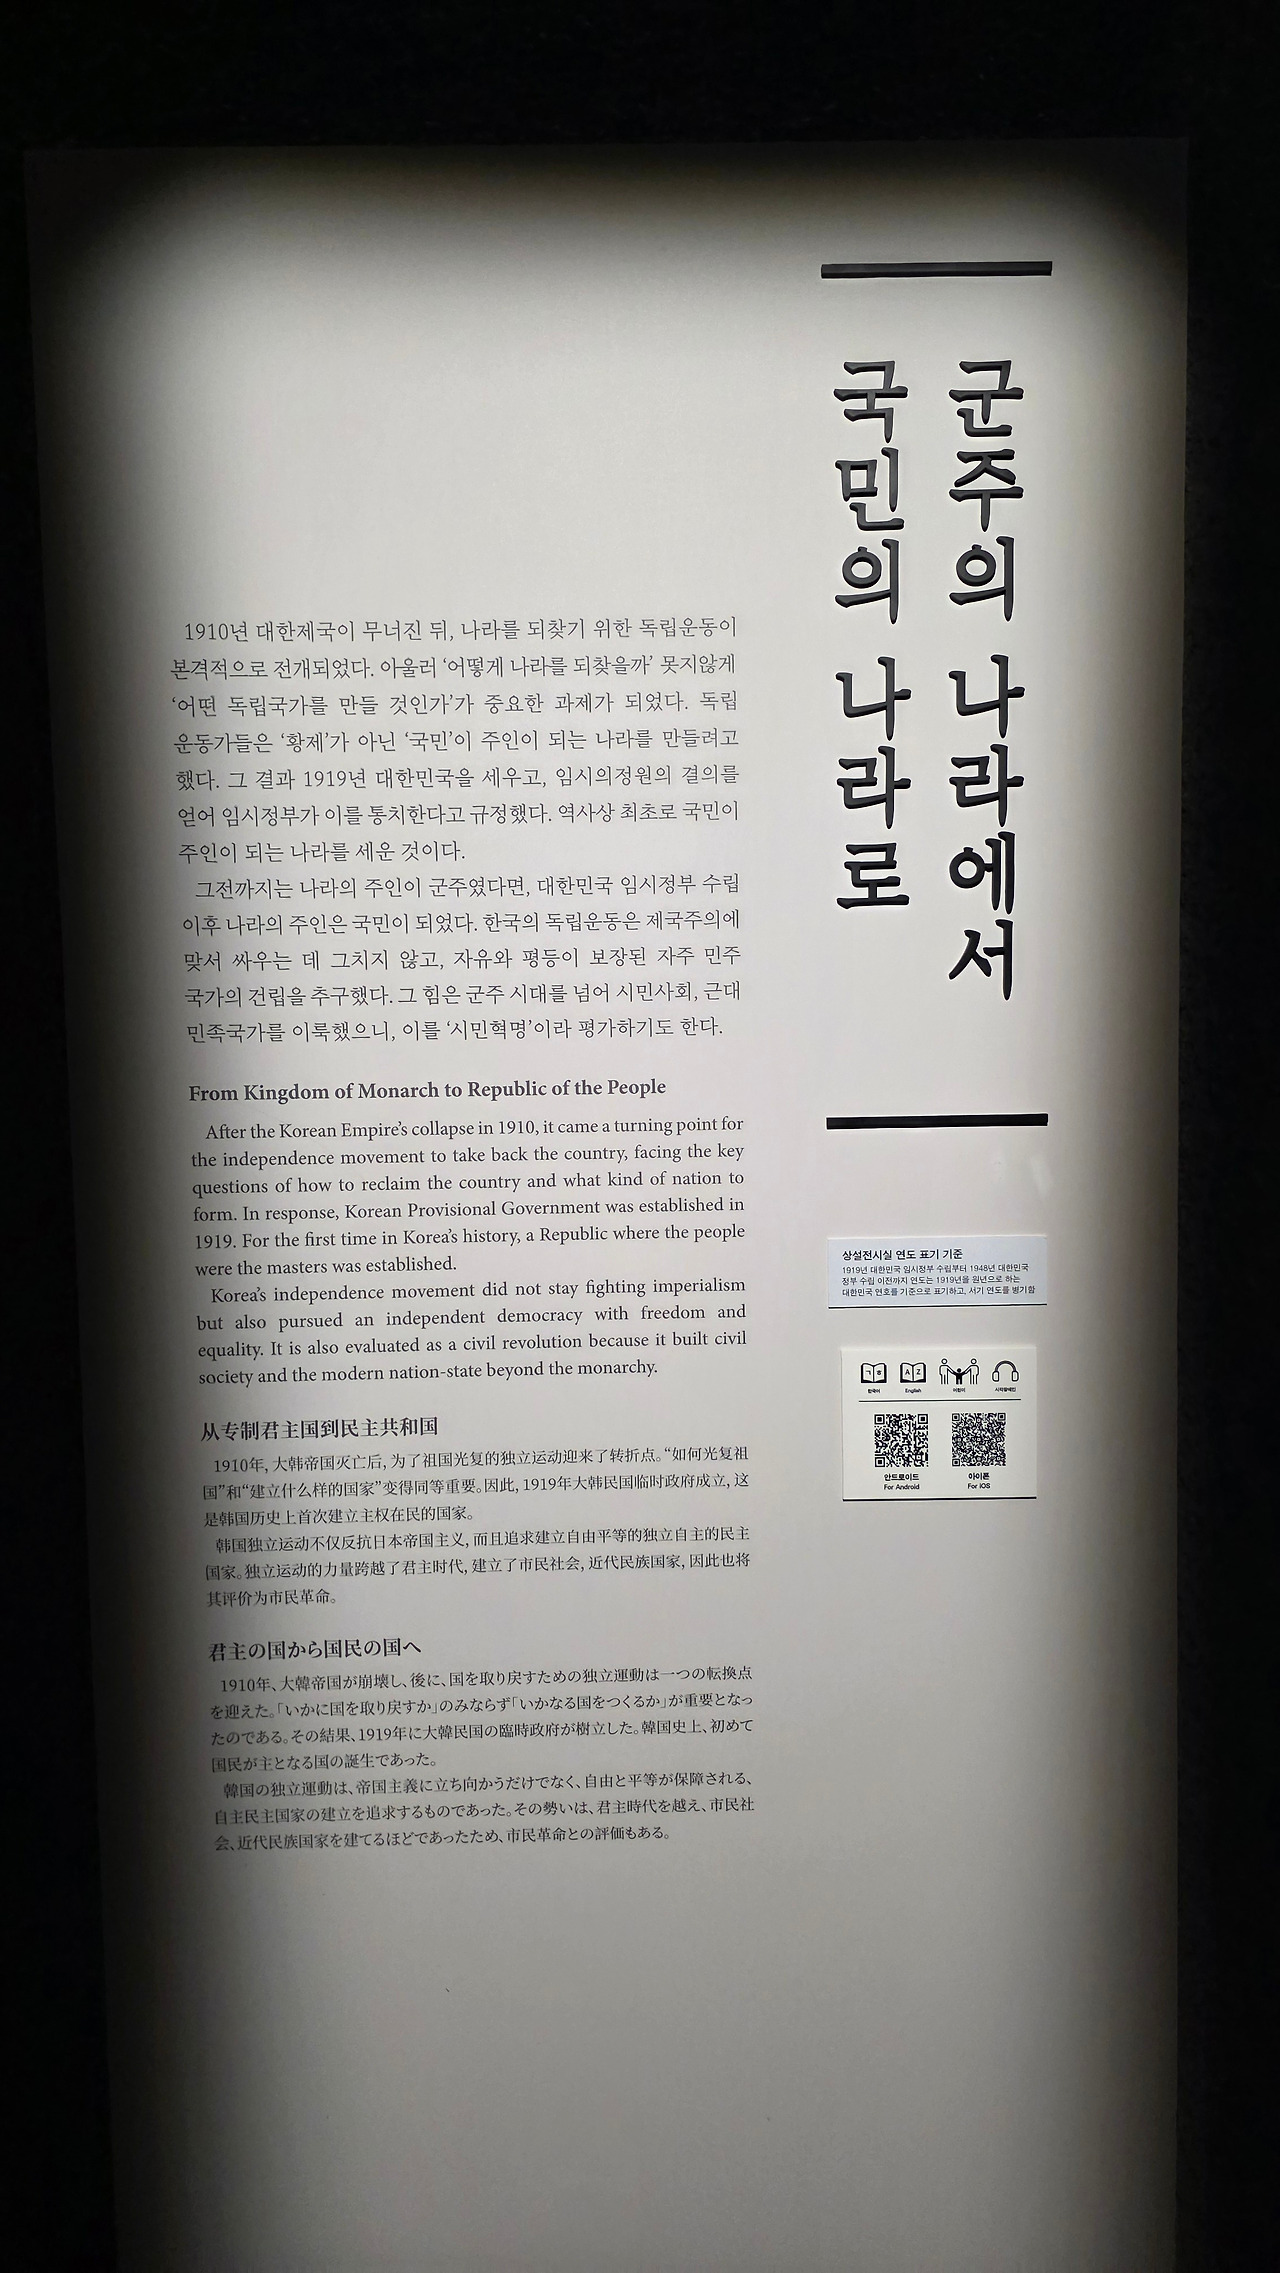 군주의 나라에서
국민의 나라로
1910년 대한제국이 무너진 뒤, 나라를 되찾기 위한 독립운동이
본격적으로 전개되었다. 아울러 ‘어떻게 나라를 되찾을까’ 못지않게
‘어떤 독립국가를 만들 것인가’가 중요한 과제가 되었다. 독립
운동가들은 ‘황제’가 아닌 ‘국민’이 주인이 되는 나라를 만들려고
했다. 그 결과 1919년 대한민국을 세우고, 임시의정원의 결의를
얻어 임시정부가 이를 통치한다고 규정했다. 역사상 최초로 국민이
주인이 되는 나라를 세운 것이다.
그전까지는 나라의 주인이 군주였다면, 대한민국 임시정부 수립
이후 나라의 주인은 국민이 되었다. 한국의 독립운동은 제국주의에
맞서 싸우는 데 그치지 않고, 자유와 평등이 보장된 자주 민주
국가의 건립을 추구했다. 그 힘은 군주 시대를 넘어 시민사회, 근대
민족국가를 이룩했으니, 이를 ‘시민혁명’이라 평가하기도 한다.
From Kingdom of Monarch to Republic of the People
After the Korean Empire’s collapse in 1910, it came a turning point for
the independence movement to take back the country, facing the key
questions of how to reclaim the country and what kind of nation to
form. In response, Korean Provisional Government was established in
1919. For the first time in Korea’s history, a Republic where the people
were the masters was established.
Korea’s independence movement did not stay fighting imperialism
but also pursued an independent democracy with freedom and
equality. It is also evaluated as a civil revolution because it built civil
society and the modern nation-state beyond the monarchy.
从专制君主国到民主共和国
1910年, 大韩帝国灭亡后, 为了祖国光复的独立运动迎来了转折点。“如何光复祖
国”和“建立什么样的国家”变得同等重要。因此, 1919年大韩民国临时政府成立, 这
是韩国历史上首次建立主权在民的国家。
韩国独立运动不仅反抗日本帝国主义, 而且追求建立自由平等的独立自主的民主
国家。独立运动的力量跨越了君主时代, 建立了市民社会, 近代民族国家, 因此也将
其评价为市民革命。
君主の国から国民の国へ
1910年、大韓帝国が崩壊し、後に、国を取り戻すための独立運動は一つの転換点
を迎えた。「いかに国を取り戻すか」のみならず「いかなる国をつくるか」が重要となっ
たのである。その結果、1919年に大韓民国の臨時政府が樹立した。韓国史上、初めて
国民が主となる国の誕生であった。
韓国の独立運動は、帝国主義に立ち向かうだけでなく、自由と平等が保障される、
自主民主国家の建立を追求するものであった。その勢いは、君主時代を越え、市民社
会、近代民族国家を建てるほどであったため、市民革命との評価もある。
상설전시실 연도 표기 기준
1919년 대한민국 임시정부 수립부터 1948년 대한민국
정부 수립 이전까지 연도는 1919년을 원년으로 하는
대한민국 연호를 기준으로 표기하고, 서기 연도를 병기함
ㄱ ㅎ A Z
한국어 English 어린이 시각장애인
안드로이드 아이폰
For Android For iOS